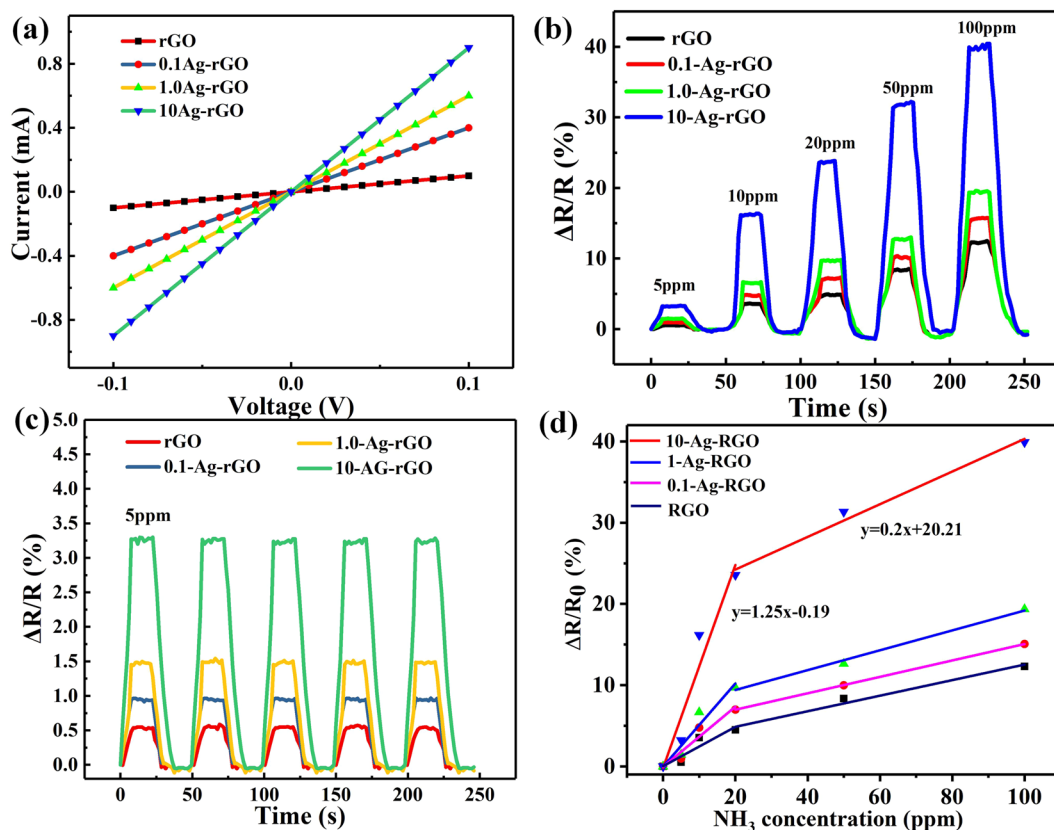 (a)
rGO
0.1Ag-rGO
1.0Ag-rGO
10Ag-rGO
Current (mA)
0.8
0.4
0.0
-0.4
-0.8
-0.1
0.0
0.1
Voltage (V)
(b)
rGO
0.1-Ag-rGO
1.0-Ag-rGO
10-Ag-rGO
5ppm
10ppm
20ppm
50ppm
100ppm
ΔR/R (%)
40
30
20
10
0
0
50
100
150
200
250
Time (s)
(c)
rGO
0.1-Ag-rGO
1.0-Ag-rGO
10-AG-rGO
5ppm
ΔR/R (%)
5.0
4.5
4.0
3.5
3.0
2.5
2.0
1.5
1.0
0.5
0.0
0
50
100
150
200
250
Time (s)
(d)
10-Ag-RGO
1-Ag-RGO
0.1-Ag-RGO
RGO
y=0.2x+20.21
y=1.25x-0.19
ΔR/R₀ (%)
40
30
20
10
0
0
20
40
60
80
100
NH₃ concentration (ppm)